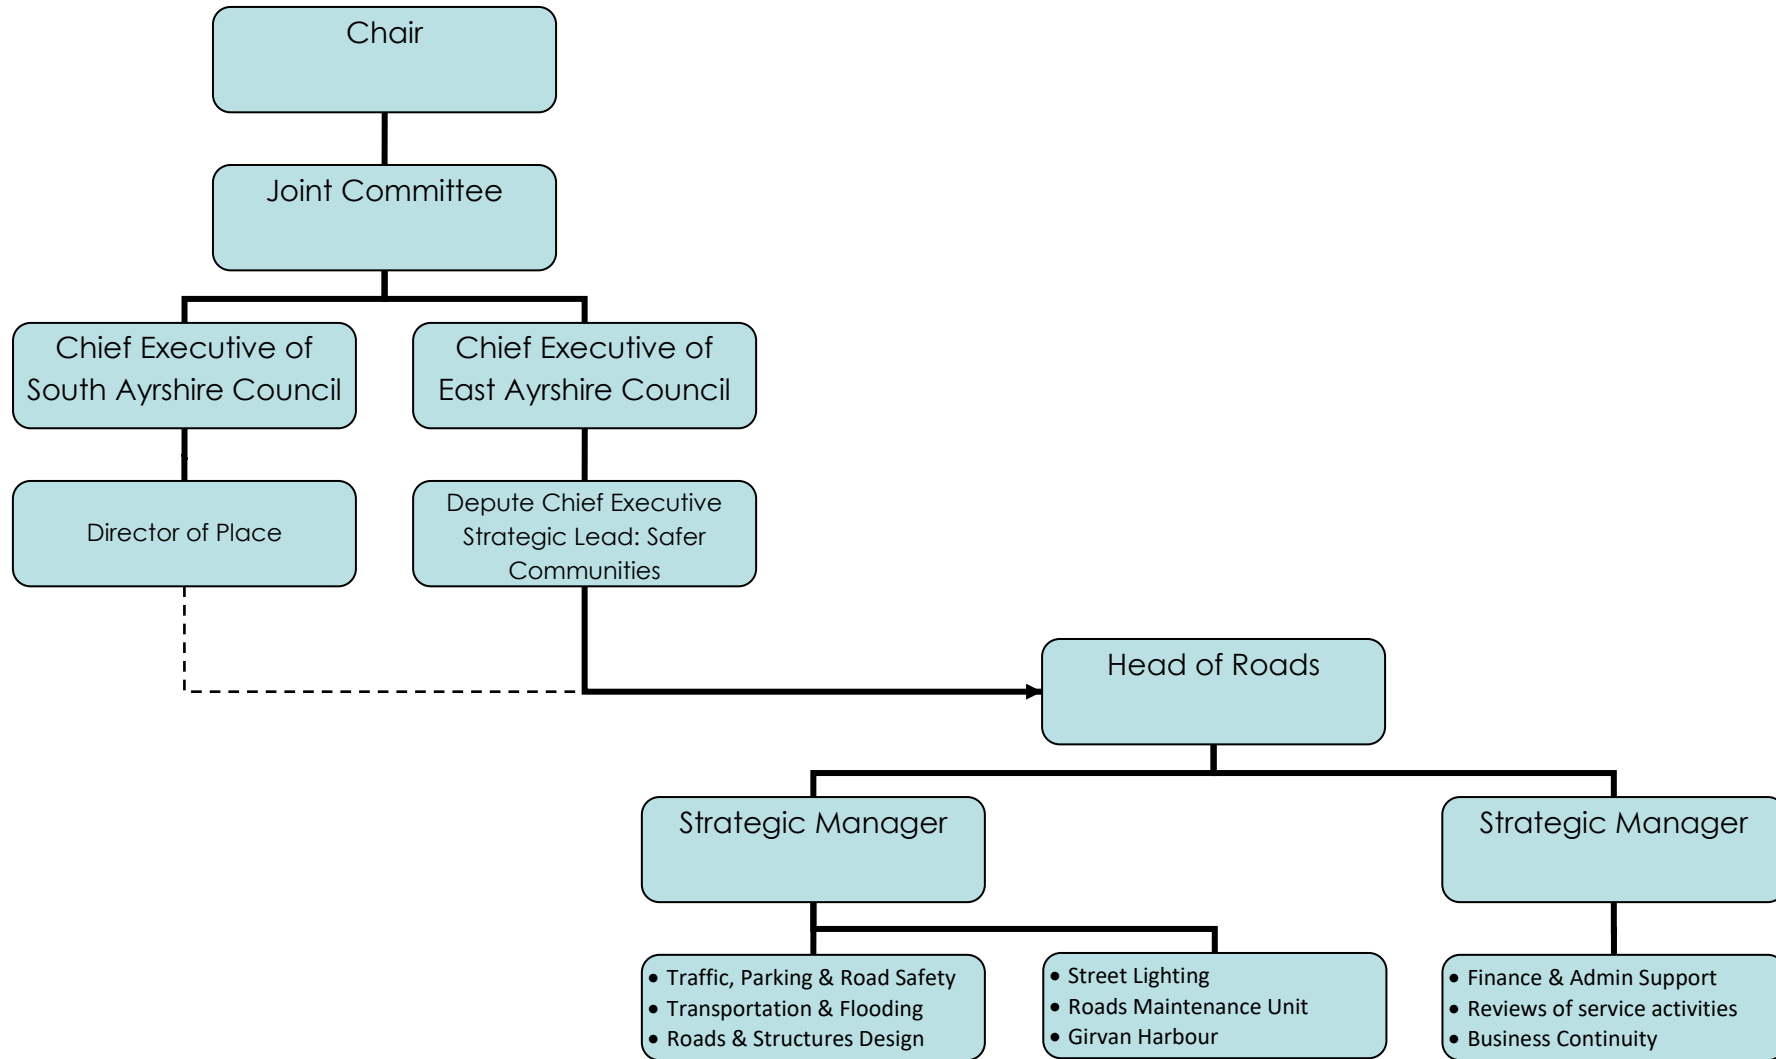 Chair
Joint Committee
Chief Executive of
South Ayrshire Council
Chief Executive of
East Ayrshire Council
Director of Place
Depute Chief Executive
Strategic Lead: Safer
Communities
Head of Roads
Strategic Manager
Strategic Manager
• Traffic, Parking & Road Safety
• Transportation & Flooding
• Roads & Structures Design
• Street Lighting
• Roads Maintenance Unit
• Girvan Harbour
• Finance & Admin Support
• Reviews of service activities
• Business Continuity